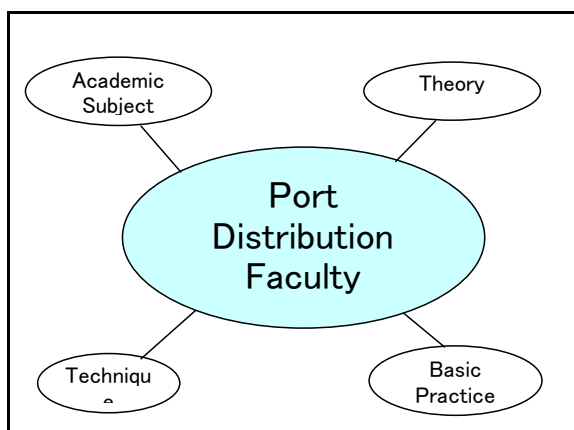 Academic
Subject
Theory
Port
Distribution
Faculty
Techniqu
e
Basic
Practice